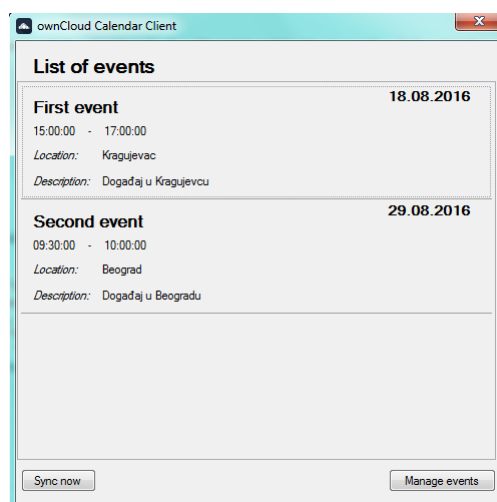 ownCloud Calendar Client
List of events
First event 18.08.2016
15:00:00 - 17:00:00
Location: Kragujevac
Description: Događaj u Kragujevcu
Second event 29.08.2016
09:30:00 - 10:00:00
Location: Beograd
Description: Događaj u Beogradu
Sync now Manage events